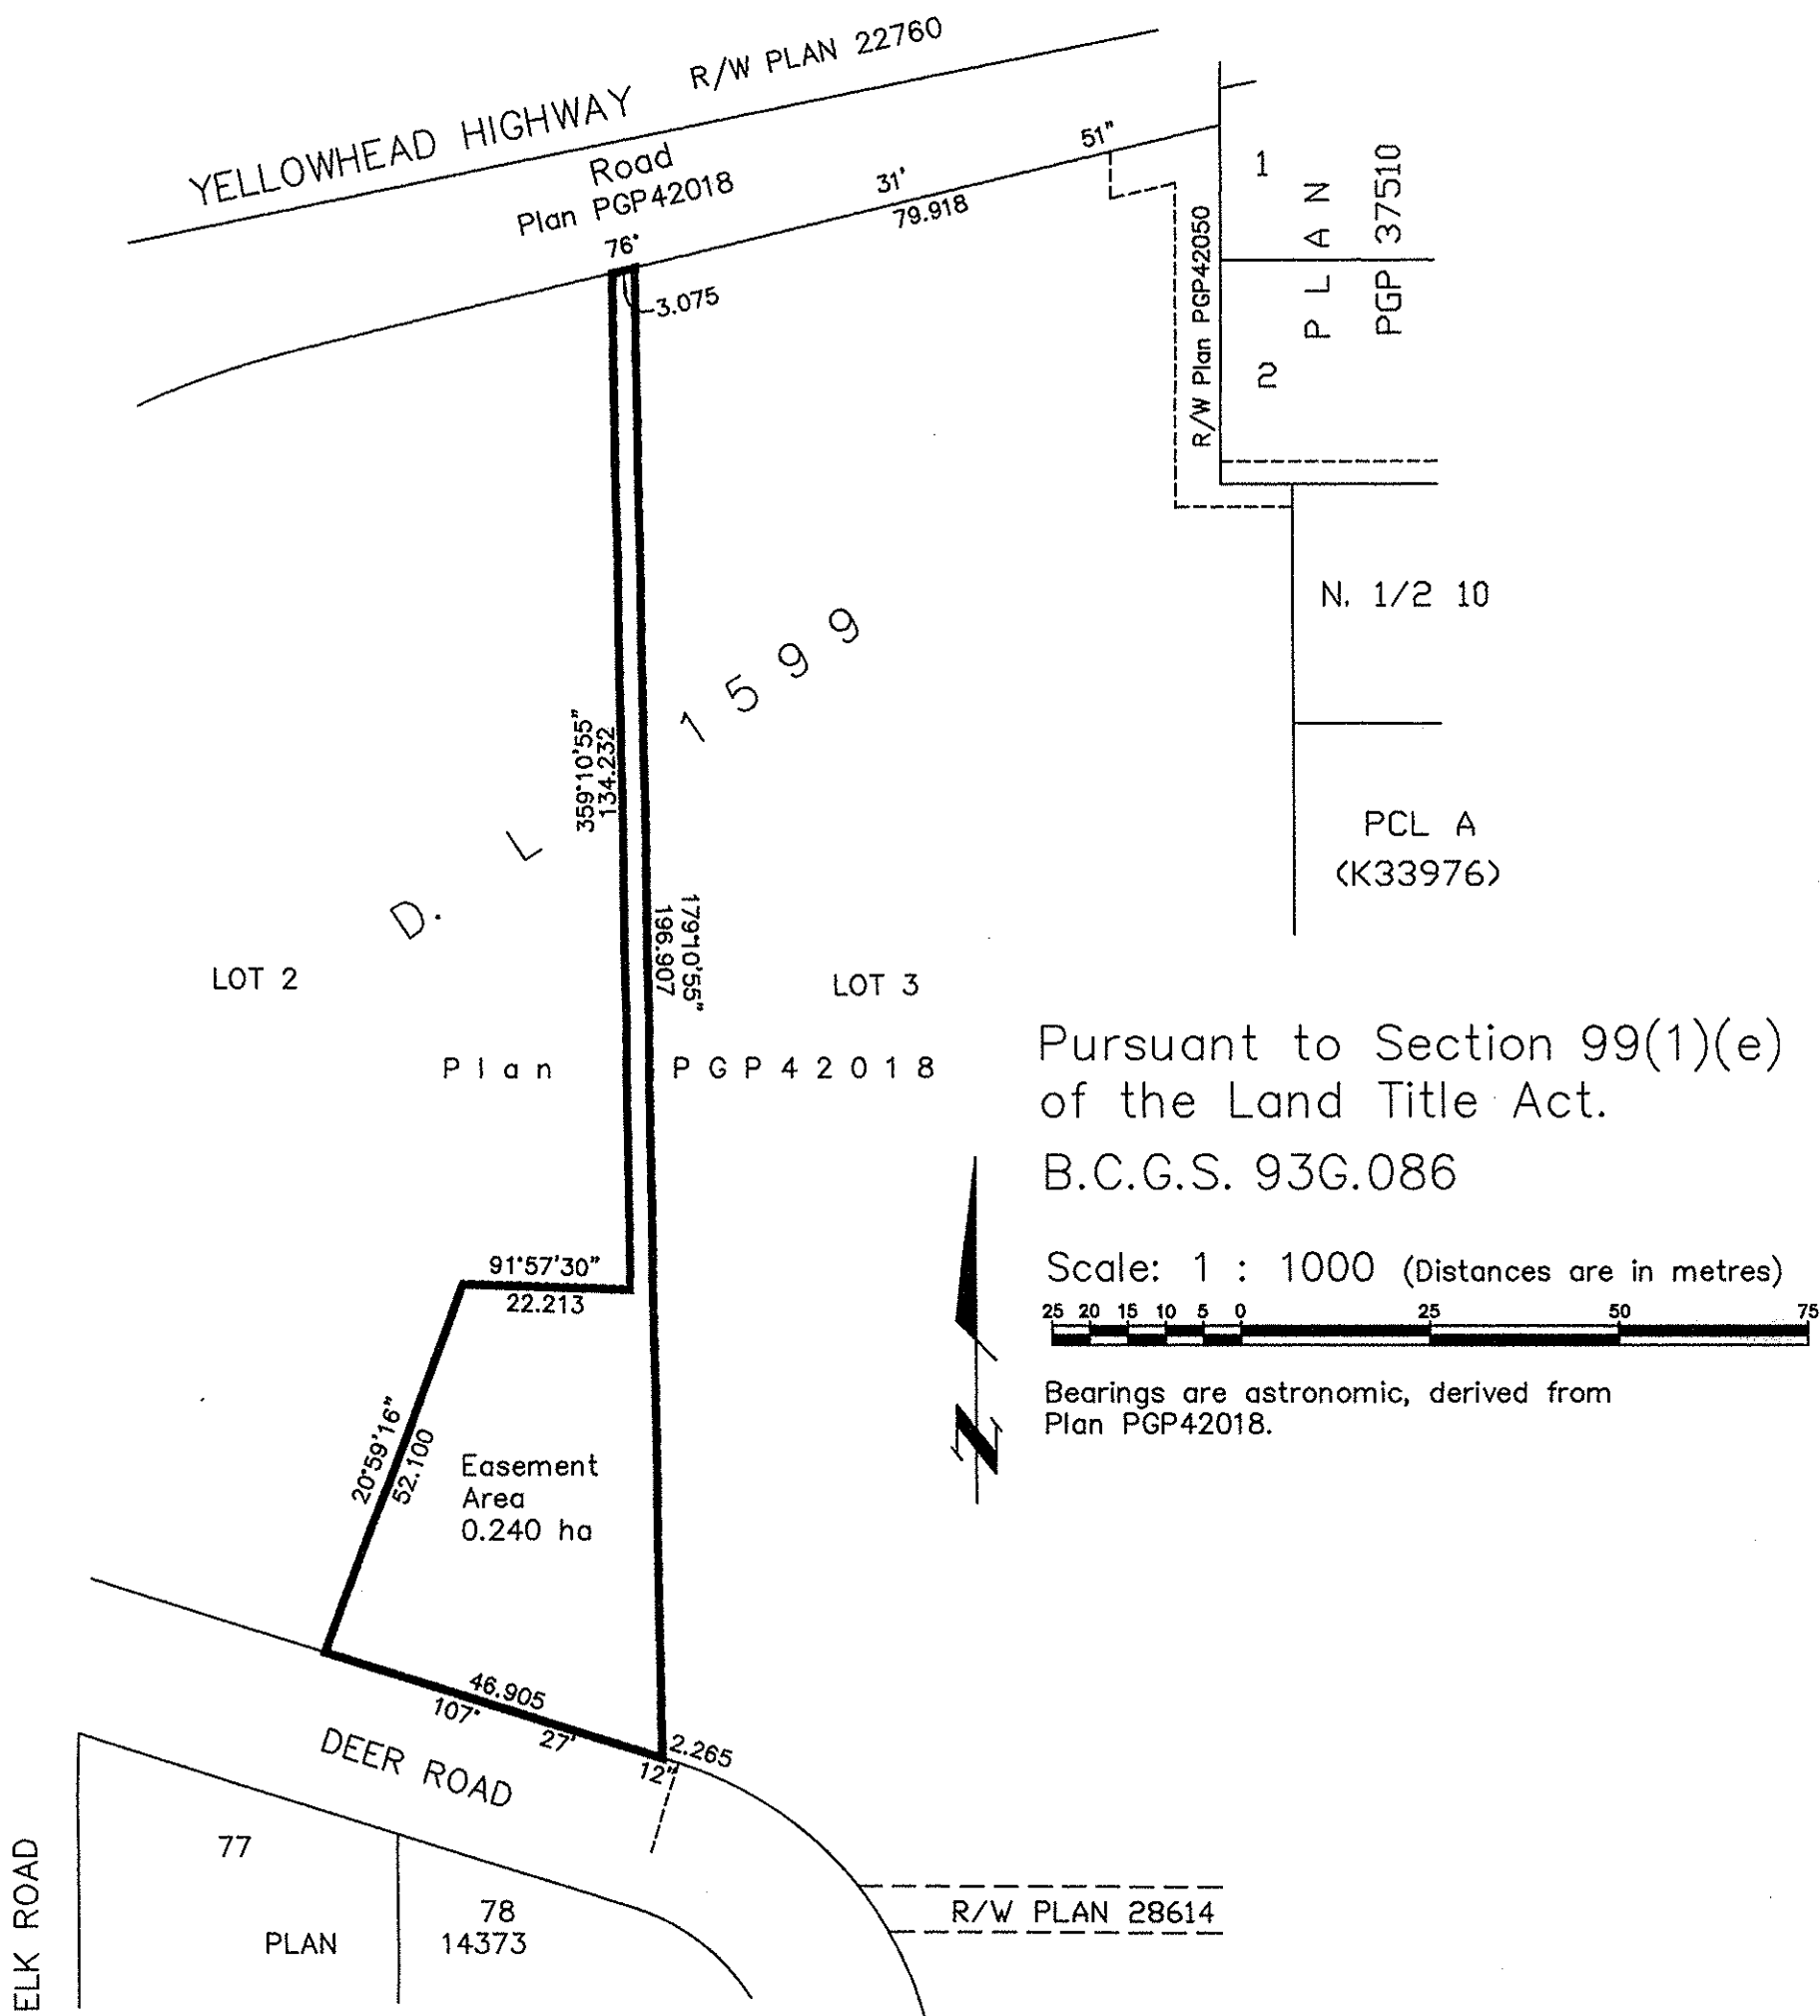 YELLOWHEAD HIGHWAY R/W PLAN 22760
Road
Plan PGP42018
76°
31'
51"
79.918
3.075
R/W Plan PGP42050
1
2
PLAN
PGP 37510
N. 1/2 10
PCL A
(K33976)
D. L 1599
359°10'55"
134.232
179°10'55"
196.907
LOT 2
LOT 3
Plan PGP42018
Pursuant to Section 99(1)(e)
of the Land Title Act.
B.C.G.S. 93G.086
Scale: 1 : 1000 (Distances are in metres)
25 20 15 10 5 0 25 50 75
Bearings are astronomic, derived from
Plan PGP42018.
N
91°57'30"
22.213
20°59'16"
52.100
Easement
Area
0.240 ha
46.905
107°
27'
12"
2.265
DEER ROAD
ELK ROAD
77
78
PLAN 14373
R/W PLAN 28614